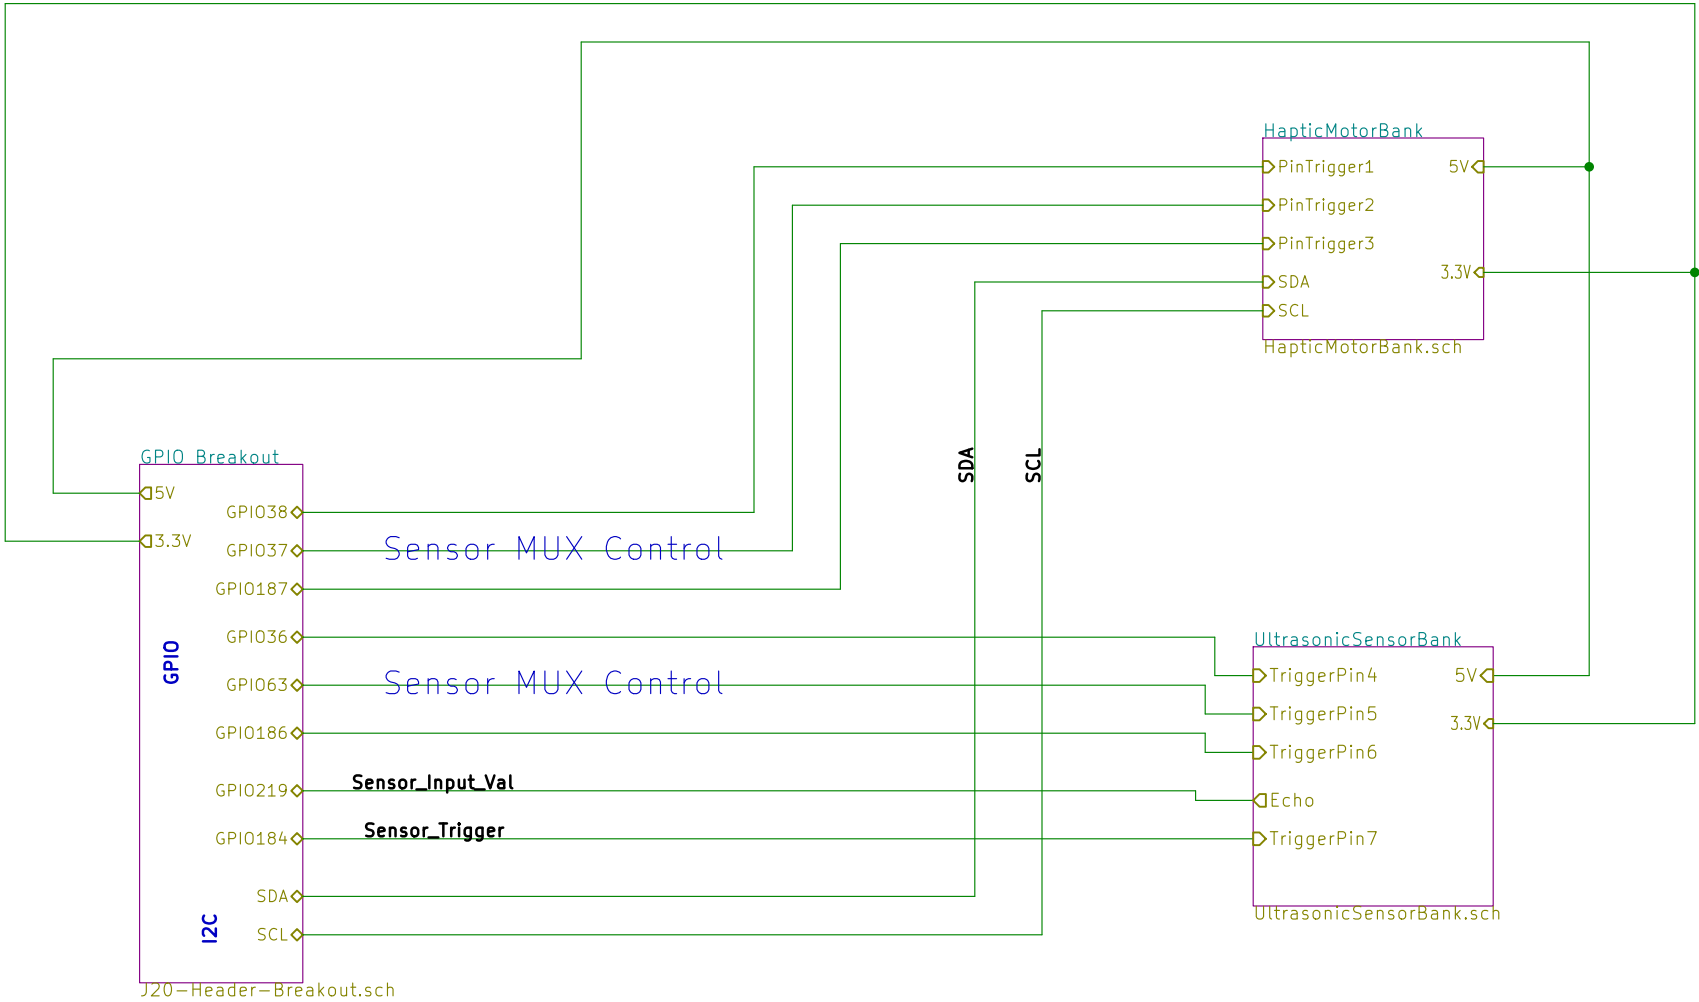 HapticMotorBank
PinTrigger1
5V
PinTrigger2
PinTrigger3
3.3V
SDA
SCL
HapticMotorBank.sch
SDA
SCL
GPIO Breakout
5V
GPIO38
3.3V
GPIO37
Sensor MUX Control
GPIO187
GPIO36
GPIO
GPIO63
Sensor MUX Control
GPIO186
Sensor_Input_Val
GPIO219
Sensor_Trigger
GPIO184
SDA
I2C
SCL
J20-Header-Breakout.sch
UltrasonicSensorBank
TriggerPin4
5V
TriggerPin5
3.3V
TriggerPin6
Echo
TriggerPin7
UltrasonicSensorBank.sch